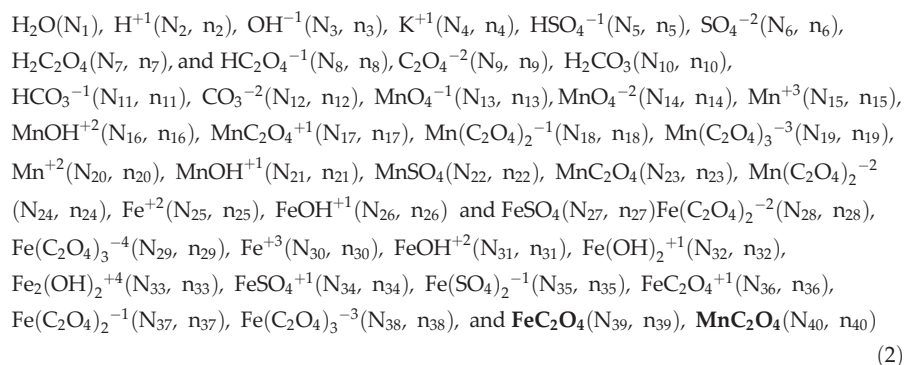 H₂O(N₁), H⁺¹(N₂, n₂), OH⁻¹(N₃, n₃), K⁺¹(N₄, n₄), HSO₄⁻¹(N₅, n₅), SO₄⁻²(N₆, n₆),
H₂C₂O₄(N₇, n₇), and HC₂O₄⁻¹(N₈, n₈), C₂O₄⁻²(N₉, n₉), H₂CO₃(N₁₀, n₁₀),
HCO₃⁻¹(N₁₁, n₁₁), CO₃⁻²(N₁₂, n₁₂), MnO₄⁻¹(N₁₃, n₁₃), MnO₄⁻²(N₁₄, n₁₄), Mn⁺³(N₁₅, n₁₅),
MnOH⁺²(N₁₆, n₁₆), MnC₂O₄⁺¹(N₁₇, n₁₇), Mn(C₂O₄)₂⁻¹(N₁₈, n₁₈), Mn(C₂O₄)₃⁻³(N₁₉, n₁₉),
Mn⁺²(N₂₀, n₂₀), MnOH⁺¹(N₂₁, n₂₁), MnSO₄(N₂₂, n₂₂), MnC₂O₄(N₂₃, n₂₃), Mn(C₂O₄)₂⁻²
(N₂₄, n₂₄), Fe⁺²(N₂₅, n₂₅), FeOH⁺¹(N₂₆, n₂₆) and FeSO₄(N₂₇, n₂₇)Fe(C₂O₄)₂⁻²(N₂₈, n₂₈),
Fe(C₂O₄)₃⁻⁴(N₂₉, n₂₉), Fe⁺³(N₃₀, n₃₀), FeOH⁺²(N₃₁, n₃₁), Fe(OH)₂⁺¹(N₃₂, n₃₂),
Fe₂(OH)₂⁺⁴(N₃₃, n₃₃), FeSO₄⁺¹(N₃₄, n₃₄), Fe(SO₄)₂⁻¹(N₃₅, n₃₅), FeC₂O₄⁺¹(N₃₆, n₃₆),
Fe(C₂O₄)₂⁻¹(N₃₇, n₃₇), Fe(C₂O₄)₃⁻³(N₃₈, n₃₈), and FeC₂O₄(N₃₉, n₃₉), MnC₂O₄(N₄₀, n₄₀)
(2)